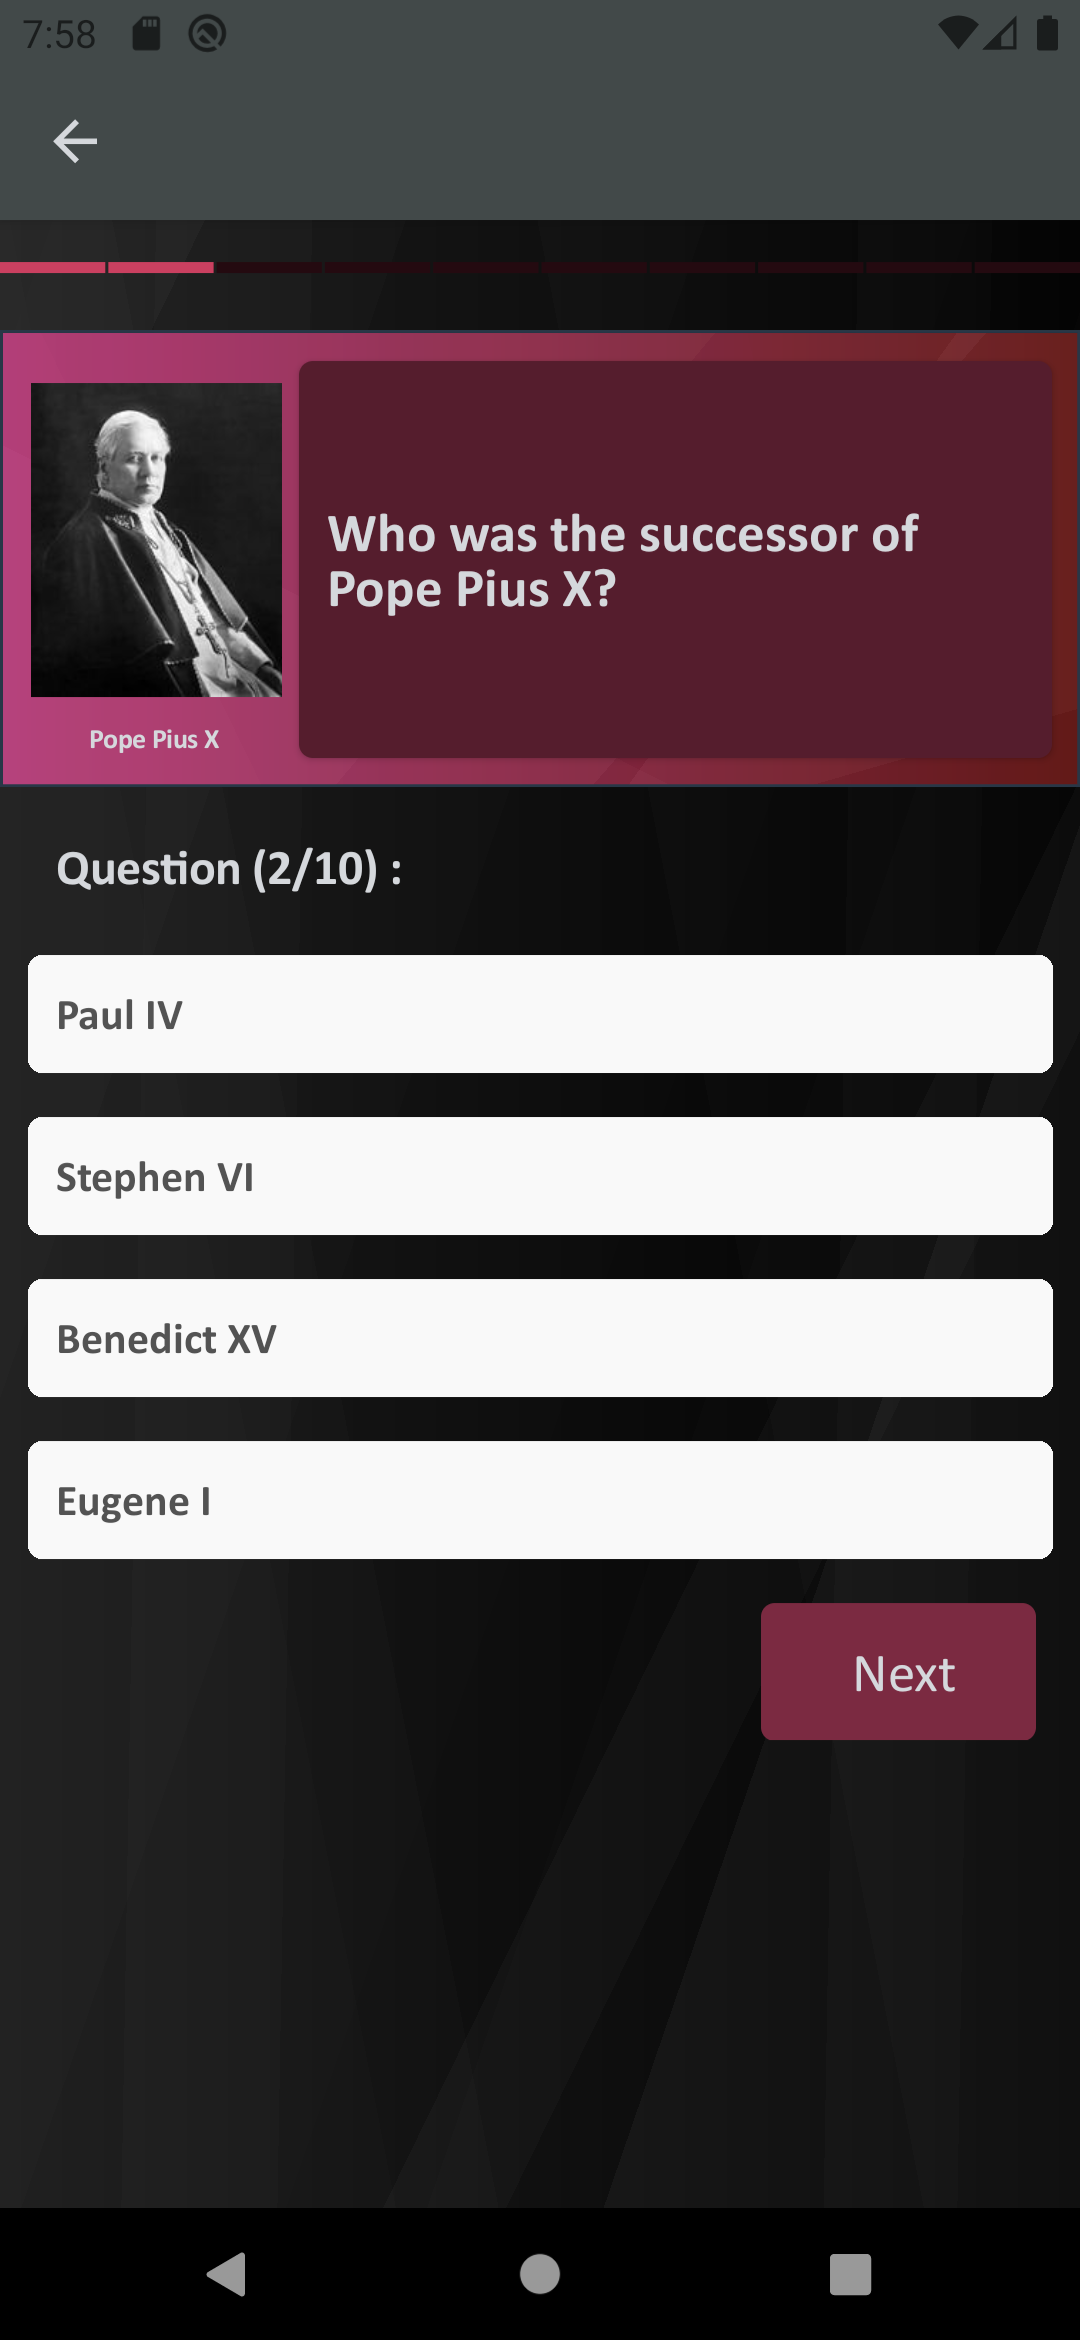 7:58
Who was the successor of
Pope Pius X?
Pope Pius X
Question (2/10) :
Paul IV
Stephen VI
Benedict XV
Eugene I
Next